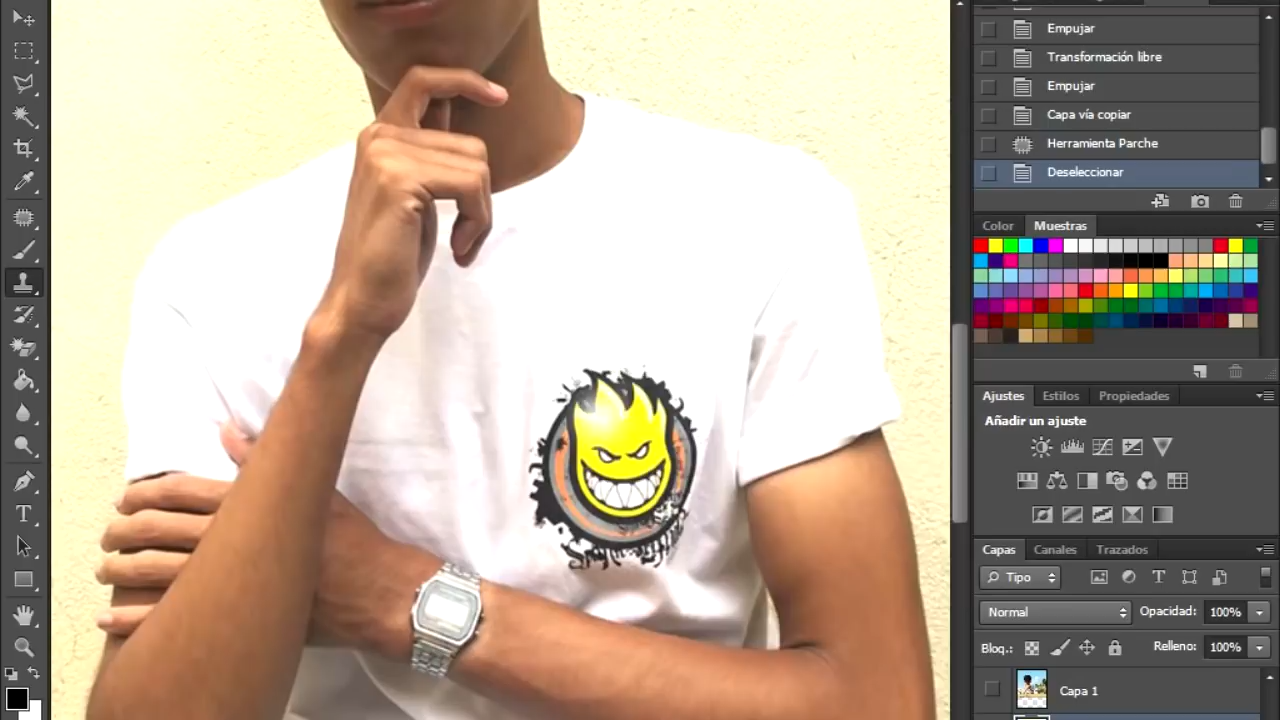 Empujar
Transformación libre
Empujar
Capa vía copiar
Herramienta Parche
Deseleccionar
Color Muestras
Ajustes Estilos Propiedades
Añadir un ajuste
Capas Canales Trazados
Tipo
Normal Opacidad: 100%
Bloq.: Relleno: 100%
Capa 1